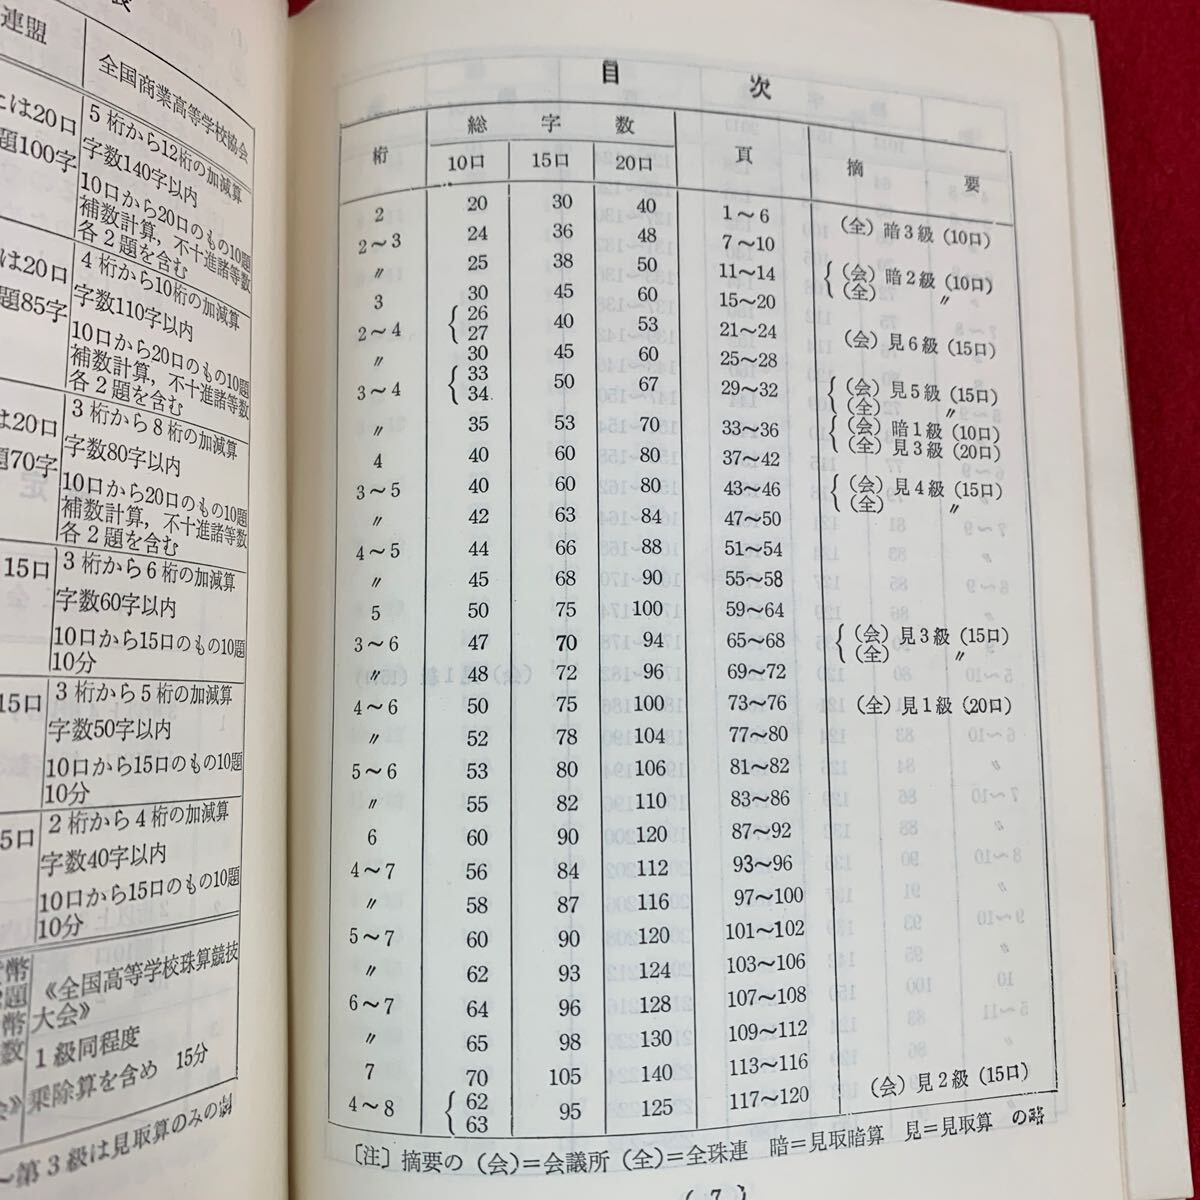 連盟
全国商業高等学校協会
とは20口
題100字
5桁から12桁の加減算
字数140字以内
10口から20口のもの10題
補数計算，不十進諸等数
各2題を含む
は20口
題85字
4桁から10桁の加減算
字数110字以内
10口から20口のもの10題
補数計算，不十進諸等数
各2題を含む
は20口
題70字
3桁から8桁の加減算
字数80字以内
10口から20口のもの10題
補数計算，不十進諸等数
各2題を含む
15口
3桁から6桁の加減算
字数60字以内
10口から15口のもの10題
10分
15口
3桁から5桁の加減算
字数50字以内
10口から15口のもの10題
10分
5口
2桁から4桁の加減算
字数40字以内
10口から15口のもの10題
10分
《全国高等学校珠算競技
大会》
1級同程度
乗除算を含め 15分
～第3級は見取算のみの時
目 次
桁 総字数 頁 摘要
10口 15口 20口
2 20 30 40 1～6
2～3 24 36 48 7～10 (全) 暗3級 (10口)
〃 25 38 50 11～14 { (会) 暗2級 (10口)
(全) 〃
3 30 45 60 15～20
2～4 { 26 27 40 53 21～24 (会) 見6級 (15口)
〃 30 45 60 25～28
3～4 { 33 34 50 67 29～32 { (会) 見5級 (15口)
(全) 〃
〃 35 53 70 33～36 { (会) 暗1級 (10口)
(全) 見3級 (20口)
4 40 60 80 37～42
3～5 40 60 80 43～46 { (会) 見4級 (15口)
(全) 〃
〃 42 63 84 47～50
4～5 44 66 88 51～54
〃 45 68 90 55～58
5 50 75 100 59～64
3～6 47 70 94 65～68 { (会) 見3級 (15口)
(全) 〃
〃 48 72 96 69～72
4～6 50 75 100 73～76 (全) 見1級 (20口)
〃 52 78 104 77～80
5～6 53 80 106 81～82
〃 55 82 110 83～86
6 60 90 120 87～92
4～7 56 84 112 93～96
〃 58 87 116 97～100
5～7 60 90 120 101～102
〃 62 93 124 103～106
6～7 64 96 128 107～108
〃 65 98 130 109～112
7 70 105 140 113～116
4～8 { 62 63 95 125 117～120 (会) 見2級 (15口)
〔注〕摘要の (会)＝会議所 (全)＝全珠連 暗＝見取暗算 見＝見取算 の略
( 7 )